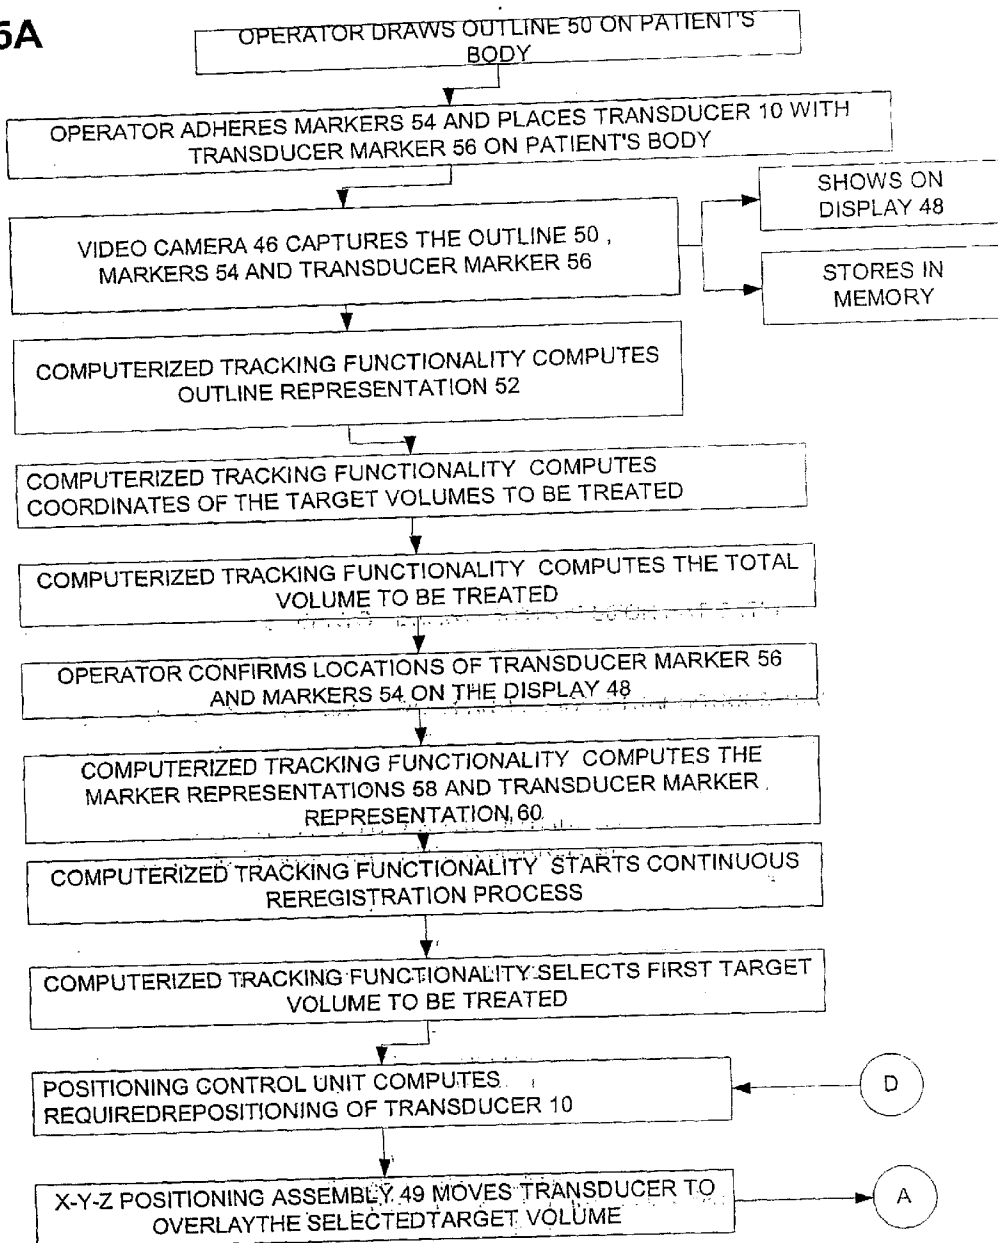 6A
OPERATOR DRAWS OUTLINE 50 ON PATIENT'S
BODY
OPERATOR ADHERES MARKERS 54 AND PLACES TRANSDUCER 10 WITH
TRANSDUCER MARKER 56 ON PATIENT'S BODY
SHOWS ON
DISPLAY 48
VIDEO CAMERA 46 CAPTURES THE OUTLINE 50 ,
MARKERS 54 AND TRANSDUCER MARKER 56
STORES IN
MEMORY
COMPUTERIZED TRACKING FUNCTIONALITY COMPUTES
OUTLINE REPRESENTATION 52
COMPUTERIZED TRACKING FUNCTIONALITY COMPUTES
COORDINATES OF THE TARGET VOLUMES TO BE TREATED
COMPUTERIZED TRACKING FUNCTIONALITY COMPUTES THE TOTAL
VOLUME TO BE TREATED
OPERATOR CONFIRMS LOCATIONS OF TRANSDUCER MARKER 56
AND MARKERS 54 ON THE DISPLAY 48
COMPUTERIZED TRACKING FUNCTIONALITY COMPUTES THE
MARKER REPRESENTATIONS 58 AND TRANSDUCER MARKER
REPRESENTATION 60
COMPUTERIZED TRACKING FUNCTIONALITY STARTS CONTINUOUS
REREGISTRATION PROCESS
COMPUTERIZED TRACKING FUNCTIONALITY SELECTS FIRST TARGET
VOLUME TO BE TREATED
POSITIONING CONTROL UNIT COMPUTES
REQUIREDREPOSITIONING OF TRANSDUCER 10
D
X-Y-Z POSITIONING ASSEMBLY 49 MOVES TRANSDUCER TO
OVERLAYTHE SELECTEDTARGET VOLUME
A